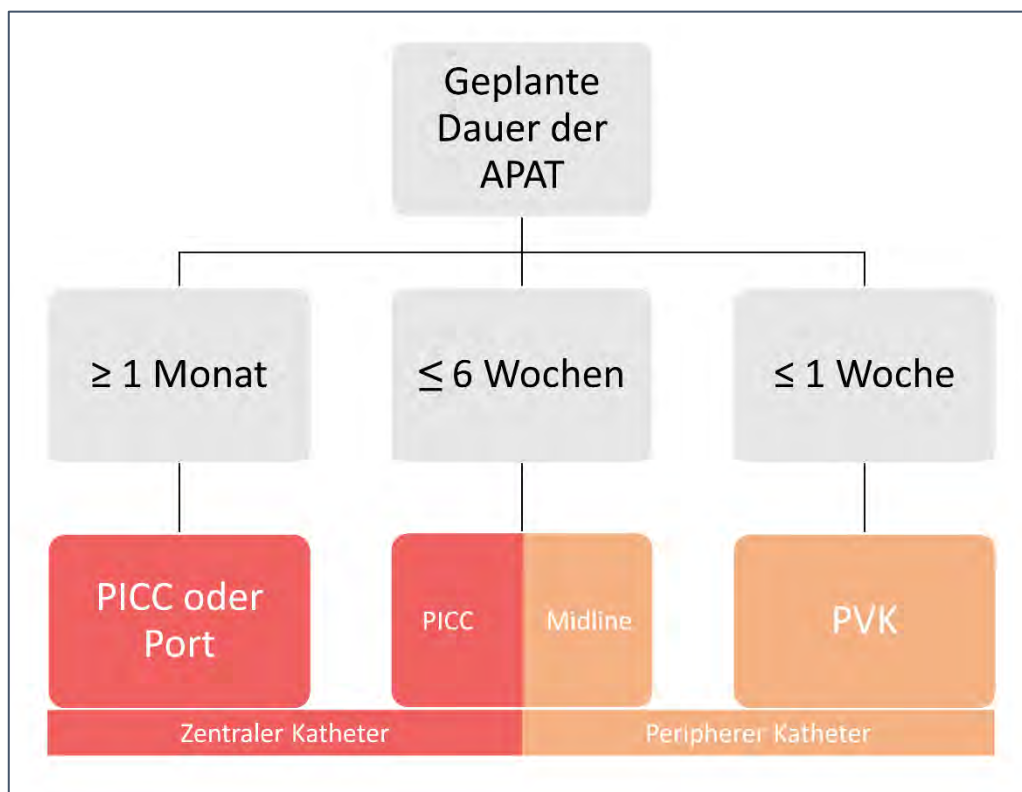 Geplante
Dauer der
APAT
≥ 1 Monat
≤ 6 Wochen
≤ 1 Woche
PICC oder
Port
PICC
Midline
PVK
Zentraler Katheter
Peripherer Katheter